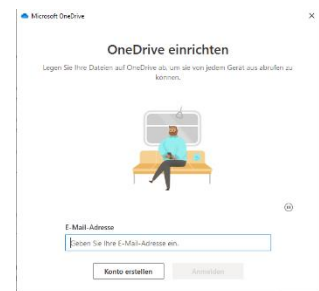 Microsoft OneDrive
OneDrive einrichten
Legen Sie Ihre Dateien auf OneDrive ab, um sie von jedem Gerät aus abrufen zu
können.
E-Mail-Adresse
Geben Sie Ihre E-Mail-Adresse ein.
Konto erstellen
Anmelden